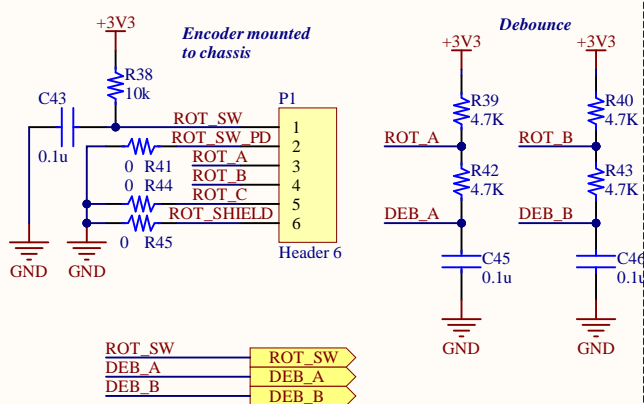 Encoder mounted
to chassis
Debounce
+3V3
+3V3
+3V3
R38
10k
C43
0.1u
P1
ROT_SW
1
ROT_SW_PD
2
0 R41
ROT_A
3
0 R44
ROT_B
4
ROT_C
5
ROT_SHIELD
6
0 R45
Header 6
GND
GND
R39
4.7K
ROT_A
R42
4.7K
DEB_A
C45
0.1u
GND
R40
4.7K
ROT_B
R43
4.7K
DEB_B
C46
0.1u
GND
ROT_SW
ROT_SW
DEB_A
DEB_A
DEB_B
DEB_B